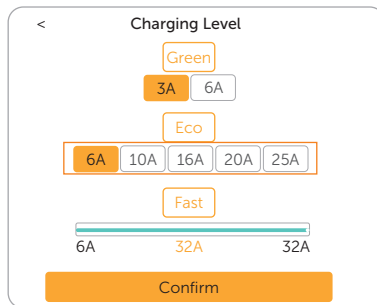 < Charging Level
Green
3A 6A
Eco
6A 10A 16A 20A 25A
Fast
6A 32A 32A
Confirm